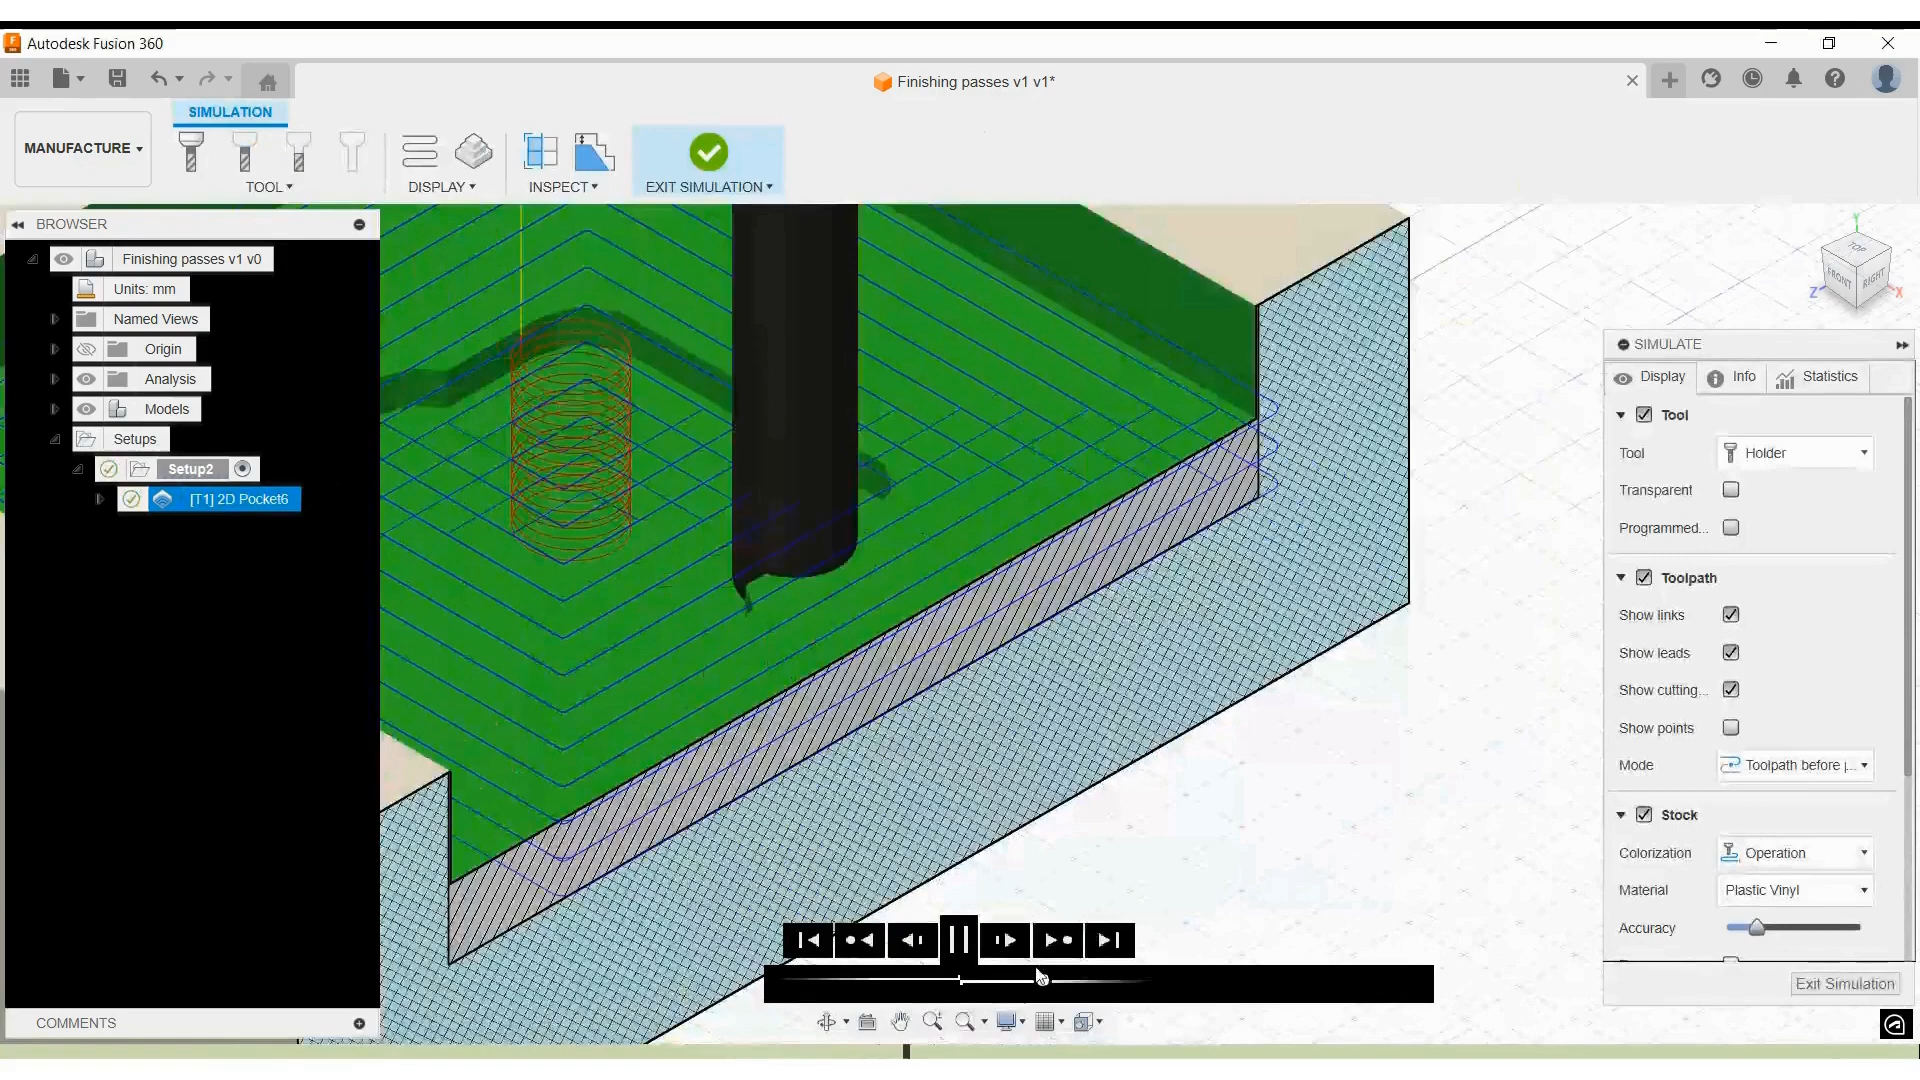 Autodesk Fusion 360
Finishing passes v1 v1*
SIMULATION
MANUFACTURE
TOOL
DISPLAY
INSPECT
EXIT SIMULATION
BROWSER
Finishing passes v1 v0
Units: mm
Named Views
Origin
Analysis
Models
Setups
Setup2
[T1] 2D Pocket6
COMMENTS
Y
TOP
FRONT
RIGHT
Z
X
SIMULATE
Display
Info
Statistics
Tool
Tool
Holder
Transparent
Programmed...
Toolpath
Show links
Show leads
Show cutting...
Show points
Mode
Toolpath before p...
Stock
Colorization
Operation
Material
Plastic Vinyl
Accuracy
Exit Simulation